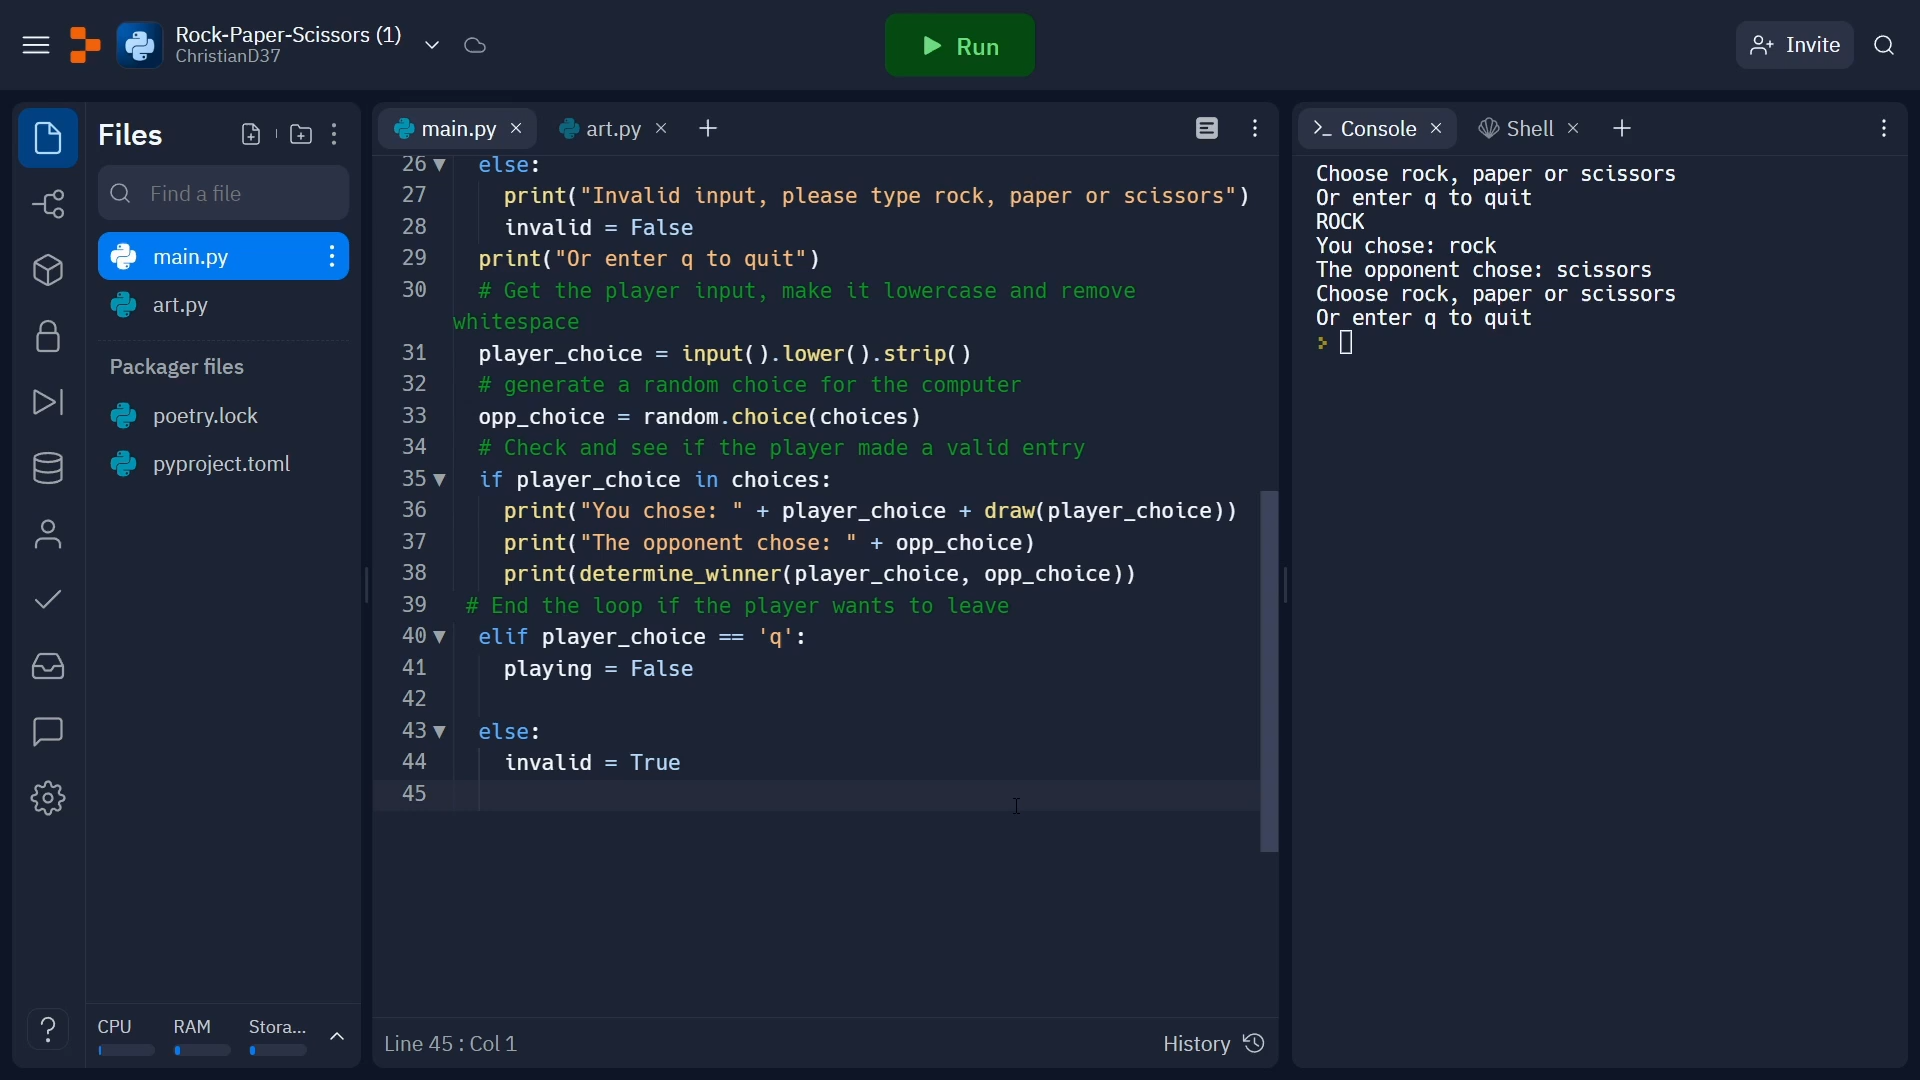 Rock-Paper-Scissors (1)
ChristianD37
Run
Invite
Files
Find a file
main.py
art.py
Packager files
poetry.lock
pyproject.toml
CPU
RAM
Stora...
main.py
art.py
26 else:
27 print("Invalid input, please type rock, paper or scissors")
28 invalid = False
29 print("Or enter q to quit")
30 # Get the player input, make it lowercase and remove
whitespace
31 player_choice = input().lower().strip()
32 # generate a random choice for the computer
33 opp_choice = random.choice(choices)
34 # Check and see if the player made a valid entry
35 if player_choice in choices:
36 print("You chose: " + player_choice + draw(player_choice))
37 print("The opponent chose: " + opp_choice)
38 print(determine_winner(player_choice, opp_choice))
39 # End the loop if the player wants to leave
40 elif player_choice == 'q':
41 playing = False
42
43 else:
44 invalid = True
45
Line 45 : Col 1
History
Console
Shell
Choose rock, paper or scissors
Or enter q to quit
ROCK
You chose: rock
The opponent chose: scissors
Choose rock, paper or scissors
Or enter q to quit